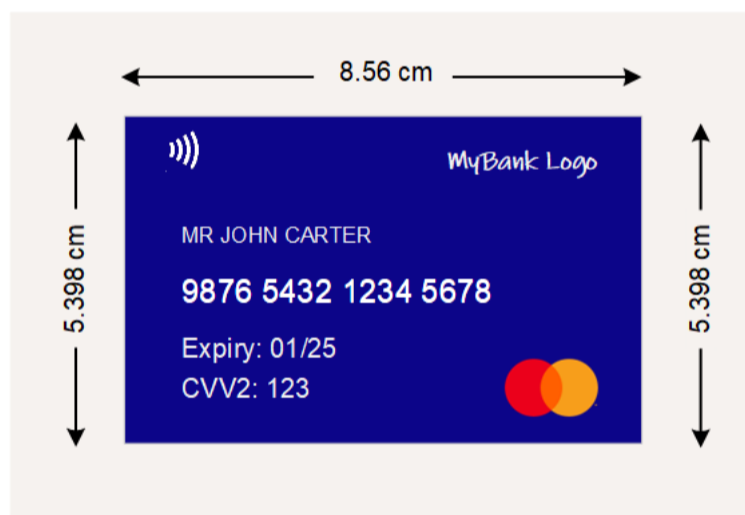 8.56 cm
5.398 cm
MyBank Logo
MR JOHN CARTER
9876 5432 1234 5678
Expiry: 01/25
CVV2: 123
5.398 cm